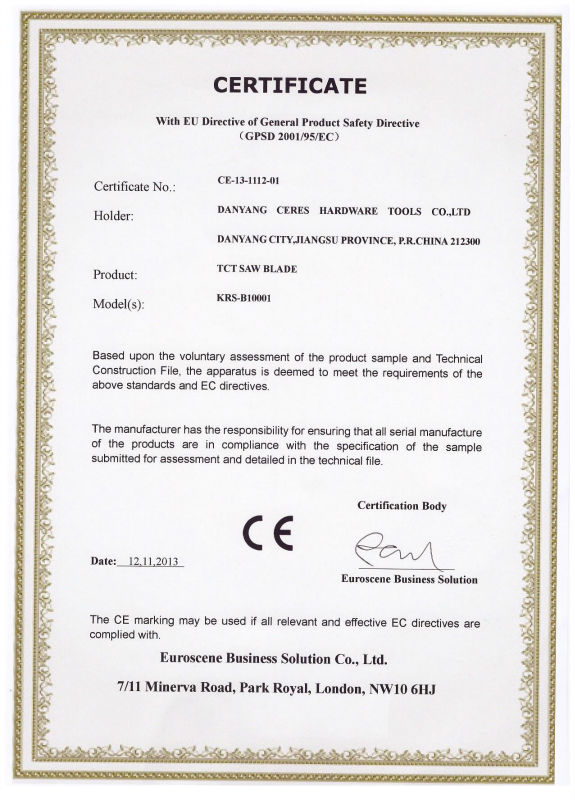 CERTIFICATE
With EU Directive of General Product Safety Directive
(GPSD 2001/95/EC)
Certificate No.: CE-13-1112-01
Holder: DANYANG CERES HARDWARE TOOLS CO.,LTD
DANYANG CITY,JIANGSU PROVINCE, P.R.CHINA 212300
Product: TCT SAW BLADE
Model(s): KRS-B10001
Based upon the voluntary assessment of the product sample and Technical
Construction File, the apparatus is deemed to meet the requirements of the
above standards and EC directives.
The manufacturer has the responsibility for ensuring that all serial manufacture
of the products are in compliance with the specification of the sample
submitted for assessment and detailed in the technical file.
Certification Body
CE
Date: 12,11,2013
Euroscene Business Solution
The CE marking may be used if all relevant and effective EC directives are
complied with.
Euroscene Business Solution Co., Ltd.
7/11 Minerva Road, Park Royal, London, NW10 6HJ